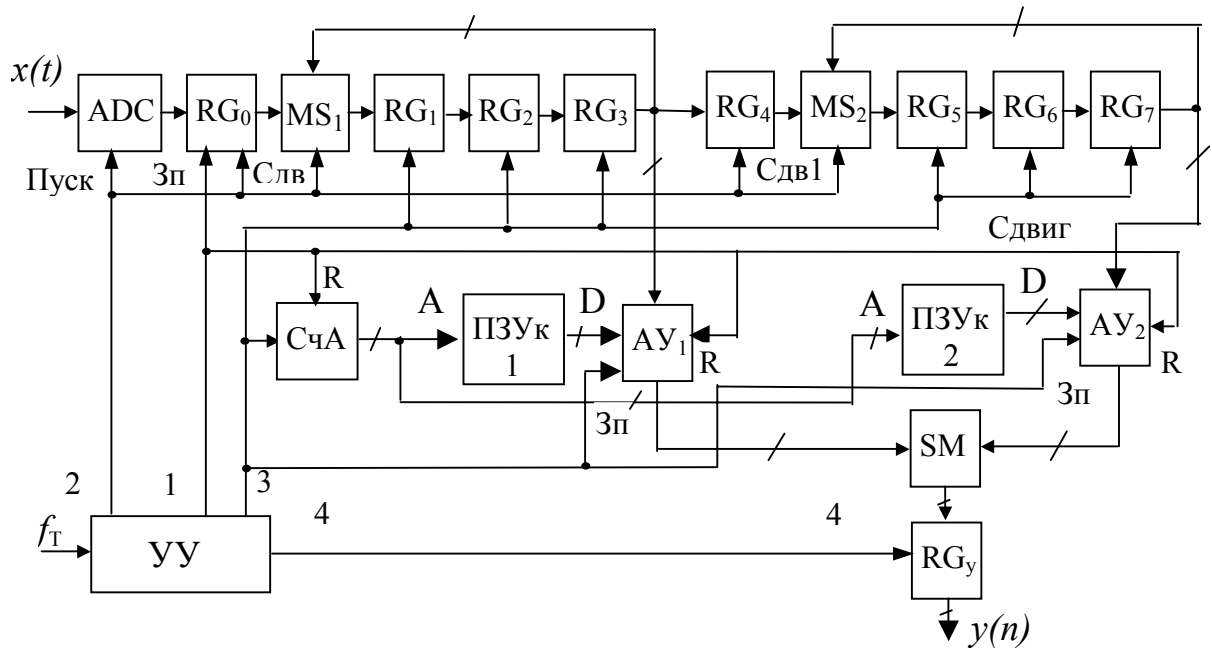 x(t)
ADC
RG₀
MS₁
RG₁
RG₂
RG₃
RG₄
MS₂
RG₅
RG₆
RG₇
Пуск
Зп
Сдв
Сдв1
Сдвиг
R
СчА
A
ПЗУк
1
D
АУ₁
R
A
ПЗУк
2
D
АУ₂
R
Зп
Зп
SM
2
1
3
4
4
fТ
УУ
RGy
y(n)